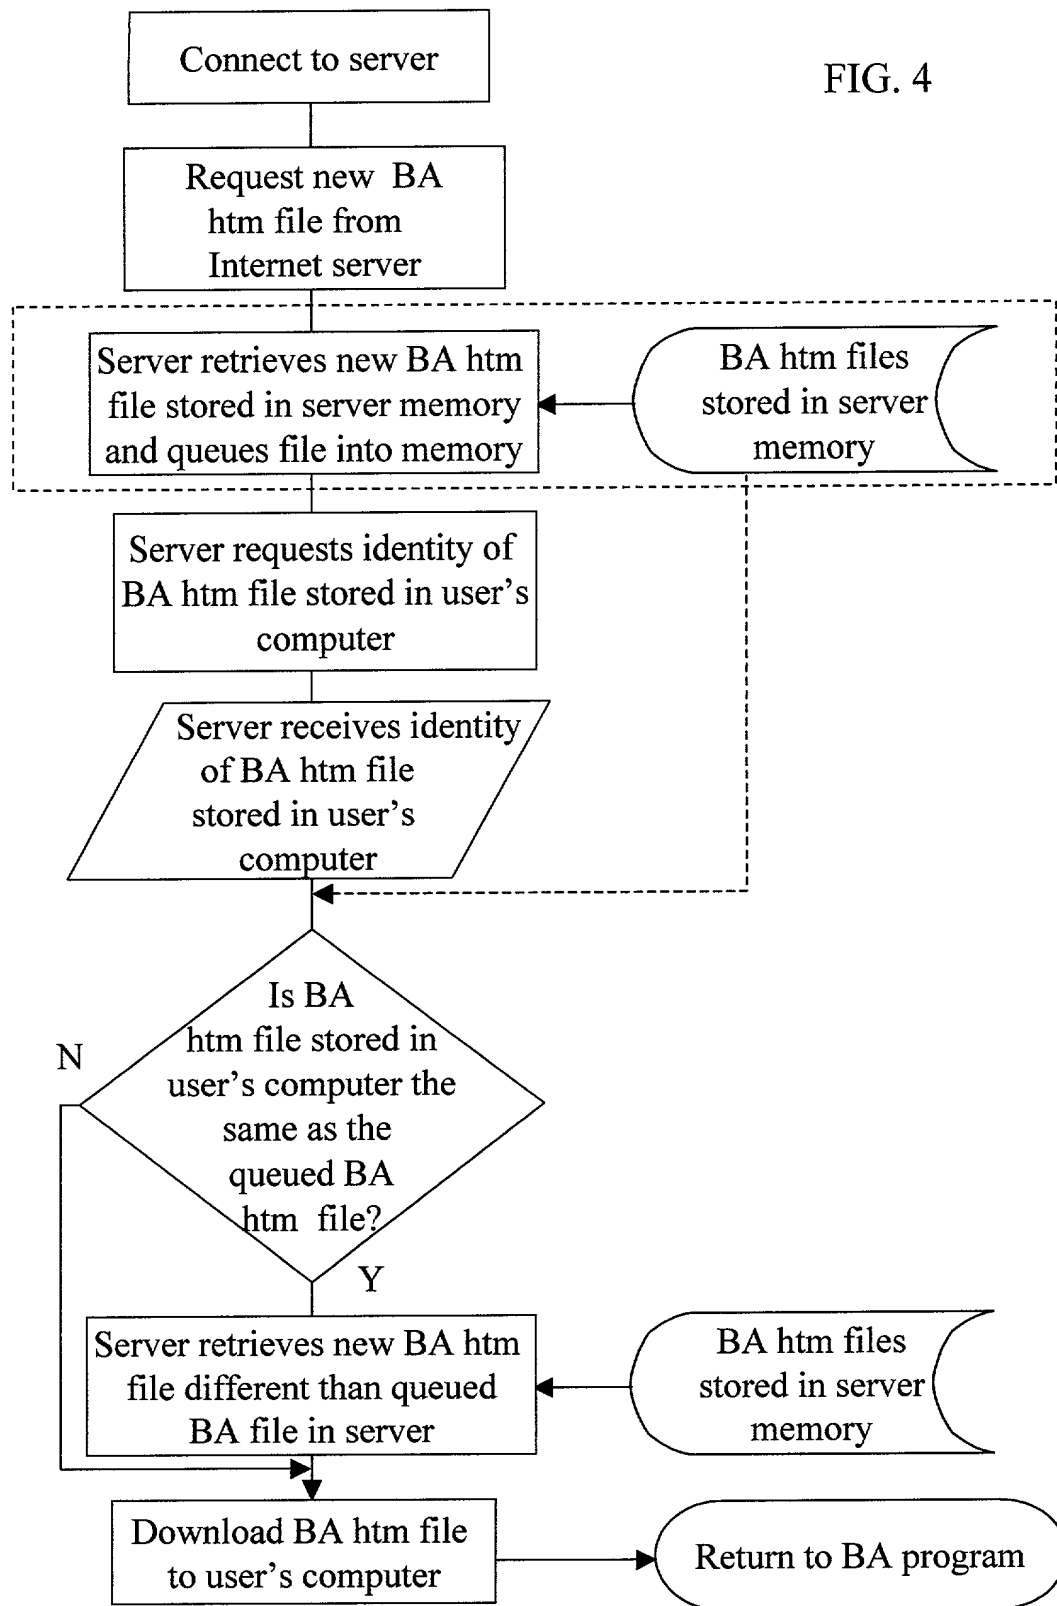 Connect to server
FIG. 4
Request new BA
htm file from
Internet server
Server retrieves new BA htm
file stored in server memory
and queues file into memory
BA htm files
stored in server
memory
Server requests identity of
BA htm file stored in user's
computer
Server receives identity
of BA htm file
stored in user's
computer
Is BA
htm file stored in
user's computer the
same as the
queued BA
htm file?
N
Y
Server retrieves new BA htm
file different than queued
BA file in server
BA htm files
stored in server
memory
Download BA htm file
to user's computer
Return to BA program